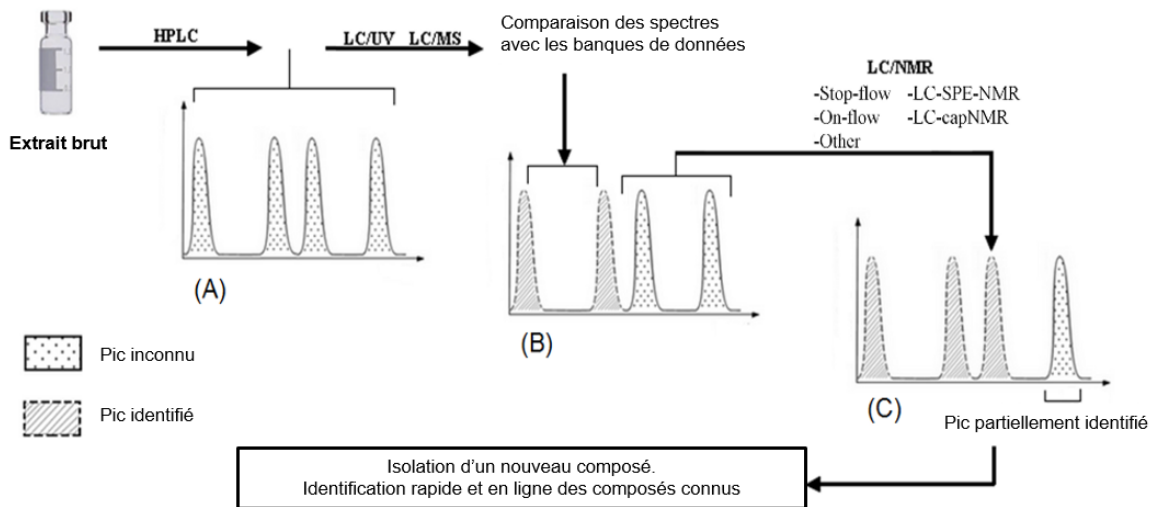 HPLC
LC/UV LC/MS
Comparaison des spectres
avec les banques de données
Extrait brut
LC/NMR
-Stop-flow -LC-SPE-NMR
-On-flow -LC-capNMR
-Other
(A)
(B)
(C)
Pic inconnu
Pic identifié
Pic partiellement identifié
Isolation d’un nouveau composé.
Identification rapide et en ligne des composés connus